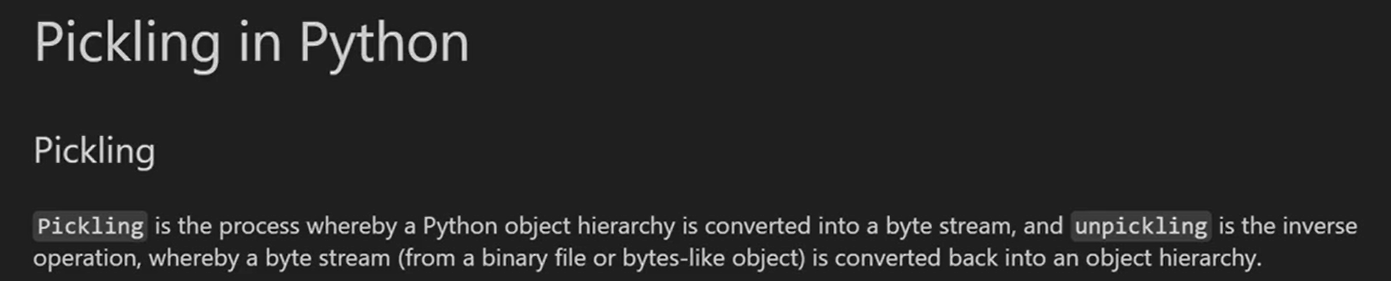 Pickling in Python
Pickling
Pickling is the process whereby a Python object hierarchy is converted into a byte stream, and unpickling is the inverse
operation, whereby a byte stream (from a binary file or bytes-like object) is converted back into an object hierarchy.